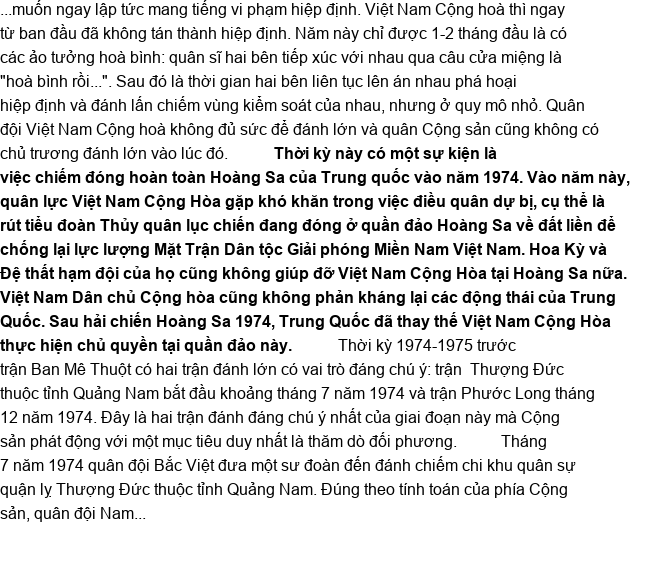 ...muốn ngay lập tức mang tiếng vi phạm hiệp định. Việt Nam Cộng hoà thì ngay
từ ban đầu đã không tán thành hiệp định. Năm này chỉ được 1-2 tháng đầu là có
các ảo tưởng hoà bình: quân sĩ hai bên tiếp xúc với nhau qua câu cửa miệng là
"hoà bình rồi...". Sau đó là thời gian hai bên liên tục lên án nhau phá hoại
hiệp định và đánh lấn chiếm vùng kiểm soát của nhau, nhưng ở quy mô nhỏ. Quân
đội Việt Nam Cộng hoà không đủ sức để đánh lớn và quân Cộng sản cũng không có
chủ trương đánh lớn vào lúc đó. Thời kỳ này có một sự kiện là
việc chiếm đóng hoàn toàn Hoàng Sa của Trung quốc vào năm 1974. Vào năm này,
quân lực Việt Nam Cộng Hòa gặp khó khăn trong việc điều quân dự bị, cụ thể là
rút tiểu đoàn Thủy quân lục chiến đang đóng ở quần đảo Hoàng Sa về đất liền để
chống lại lực lượng Mặt Trận Dân tộc Giải phóng Miền Nam Việt Nam. Hoa Kỳ và
Đệ thất hạm đội của họ cũng không giúp đỡ Việt Nam Cộng Hòa tại Hoàng Sa nữa.
Việt Nam Dân chủ Cộng hòa cũng không phản kháng lại các động thái của Trung
Quốc. Sau hải chiến Hoàng Sa 1974, Trung Quốc đã thay thế Việt Nam Cộng Hòa
thực hiện chủ quyền tại quần đảo này. Thời kỳ 1974-1975 trước
trận Ban Mê Thuột có hai trận đánh lớn có vai trò đáng chú ý: trận Thượng Đức
thuộc tỉnh Quảng Nam bắt đầu khoảng tháng 7 năm 1974 và trận Phước Long tháng
12 năm 1974. Đây là hai trận đánh đáng chú ý nhất của giai đoạn này mà Cộng
sản phát động với một mục tiêu duy nhất là thăm dò đối phương. Tháng
7 năm 1974 quân đội Bắc Việt đưa một sư đoàn đến đánh chiếm chi khu quân sự
quận lỵ Thượng Đức thuộc tỉnh Quảng Nam. Đúng theo tính toán của phía Cộng
sản, quân đội Nam...